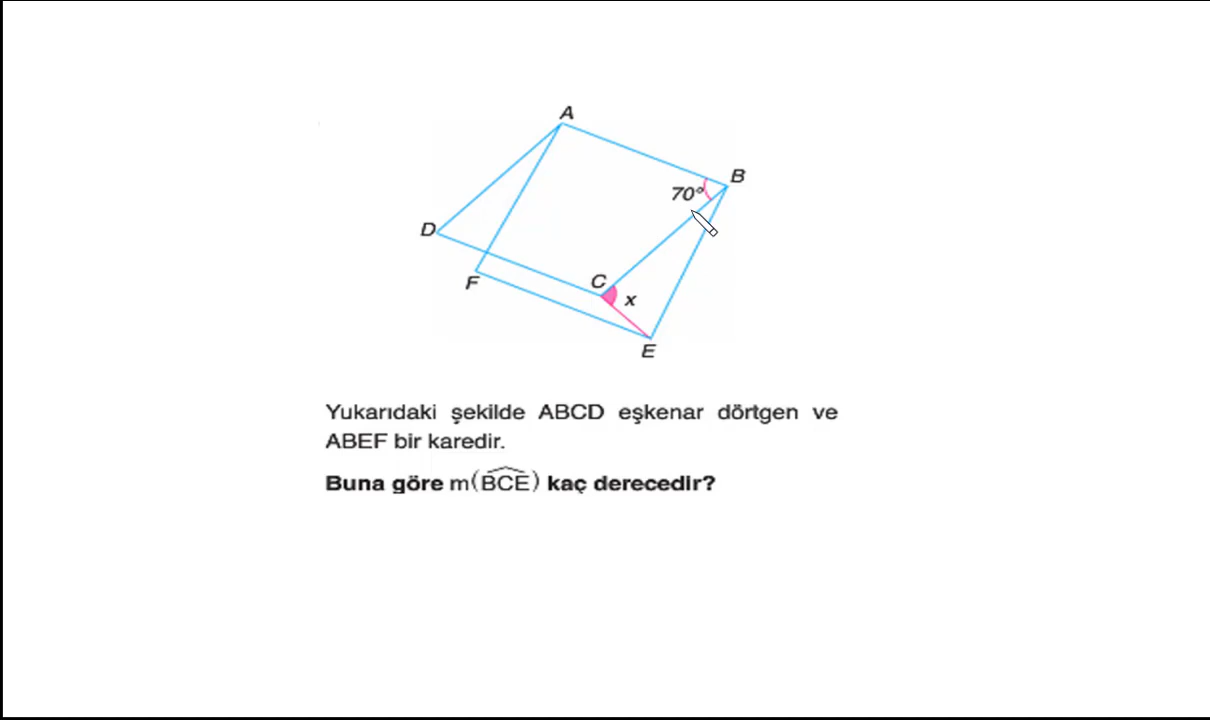 A
B
70°
D
F
C
x
E
Yukarıdaki şekilde ABCD eşkenar dörtgen ve
ABEF bir karedir.
Buna göre m(BCE) kaç derecedir?